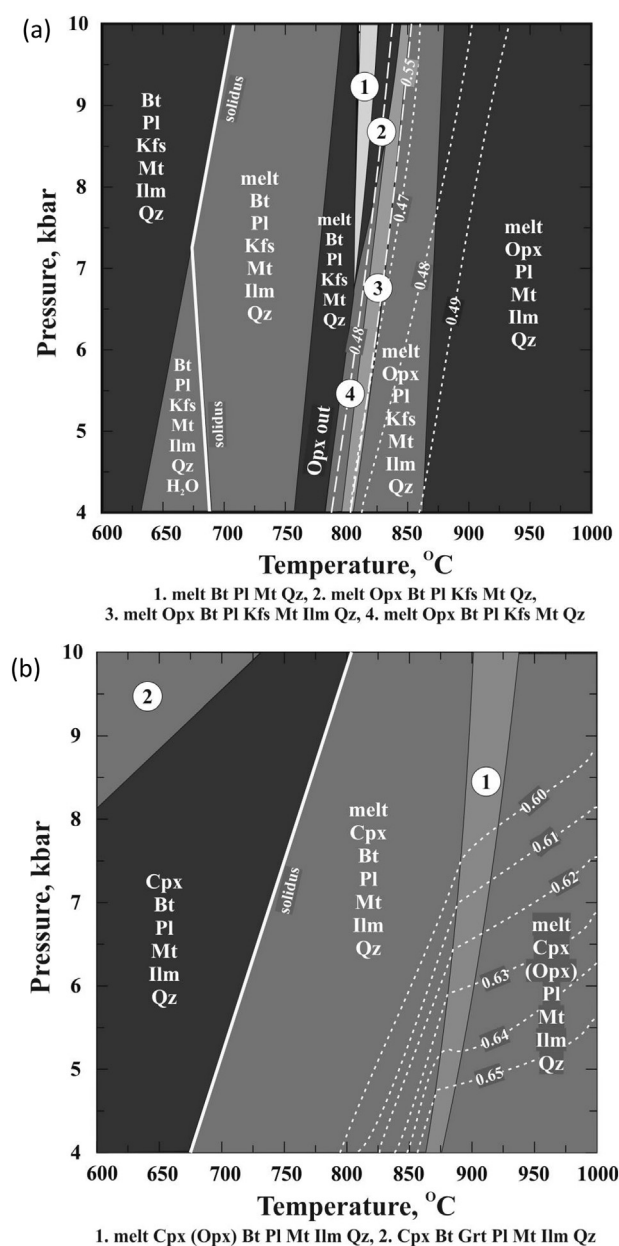 (a)
Pressure, kbar
10
9
8
7
6
5
4
600
650
700
750
800
850
900
950
1000
Temperature, °C
Bt
Pl
Kfs
Mt
Ilm
Qz
solidus
melt
Bt
Pl
Kfs
Mt
Ilm
Qz
Bt
Pl
Kfs
Mt
Ilm
Qz
H₂O
solidus
melt
Bt
Pl
Kfs
Mt
Qz
Opx out
1
2
3
4
0.48
0.55
0.47
0.48
0.49
melt
Opx
Pl
Kfs
Mt
Ilm
Qz
melt
Opx
Pl
Mt
Ilm
Qz
1. melt Bt Pl Mt Qz, 2. melt Opx Bt Pl Kfs Mt Qz,
3. melt Opx Bt Pl Kfs Mt Ilm Qz, 4. melt Opx Bt Pl Kfs Mt Qz
(b)
Pressure, kbar
10
9
8
7
6
5
4
600
650
700
750
800
850
900
950
1000
Temperature, °C
2
Cpx
Bt
Pl
Mt
Ilm
Qz
solidus
melt
Cpx
Bt
Pl
Mt
Ilm
Qz
1
0.60
0.61
0.62
0.63
0.64
0.65
melt
Cpx
(Opx)
Pl
Mt
Ilm
Qz
1. melt Cpx (Opx) Bt Pl Mt Ilm Qz, 2. Cpx Bt Grt Pl Mt Ilm Qz